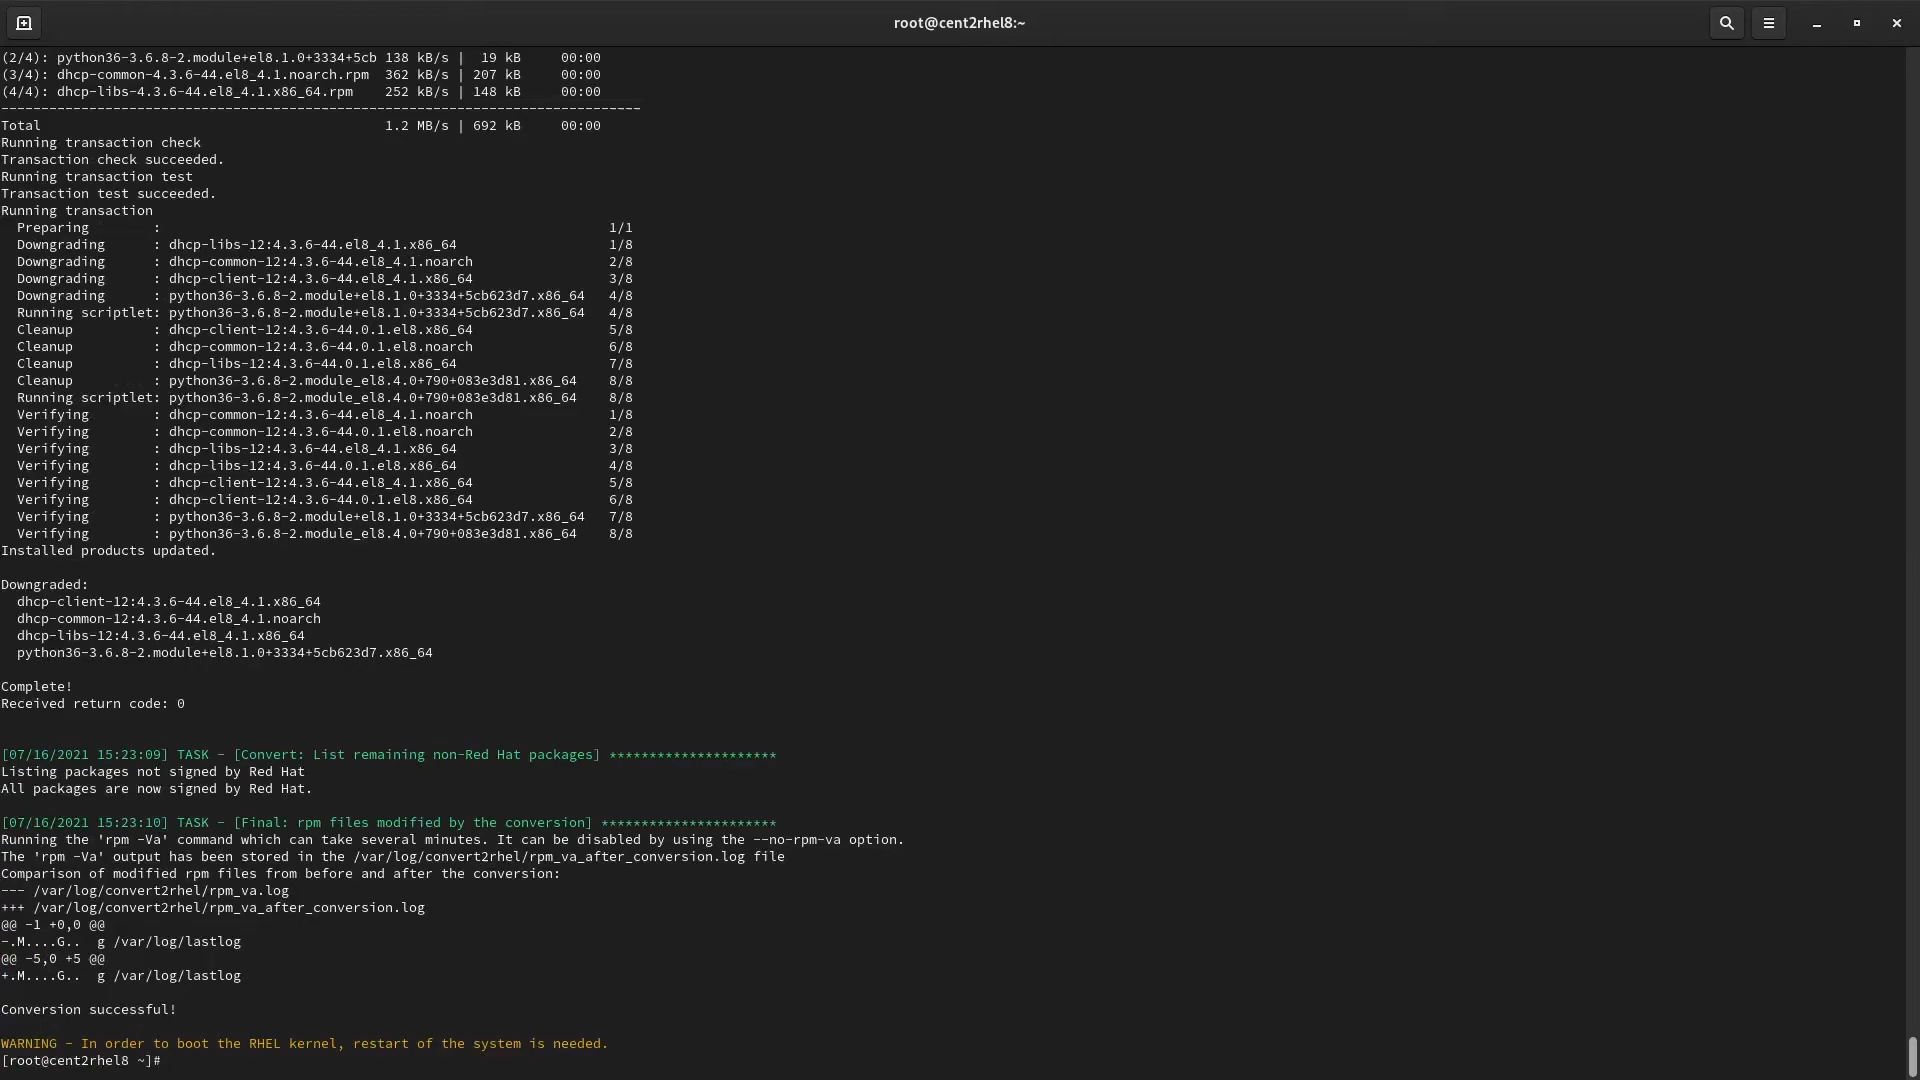 root@cent2rhel8:~
(2/4): python36-3.6.8-2.module+el8.1.0+3334+5cb 138 kB/s |  19 kB     00:00
(3/4): dhcp-common-4.3.6-44.el8_4.1.noarch.rpm  362 kB/s | 207 kB     00:00
(4/4): dhcp-libs-4.3.6-44.el8_4.1.x86_64.rpm    252 kB/s | 148 kB     00:00
--------------------------------------------------------------------------------
Total                                           1.2 MB/s | 692 kB     00:00
Running transaction check
Transaction check succeeded.
Running transaction test
Transaction test succeeded.
Running transaction
  Preparing        :                                                        1/1
  Downgrading      : dhcp-libs-12:4.3.6-44.el8_4.1.x86_64                   1/8
  Downgrading      : dhcp-common-12:4.3.6-44.el8_4.1.noarch                 2/8
  Downgrading      : dhcp-client-12:4.3.6-44.el8_4.1.x86_64                 3/8
  Downgrading      : python36-3.6.8-2.module+el8.1.0+3334+5cb623d7.x86_64   4/8
  Running scriptlet: python36-3.6.8-2.module+el8.1.0+3334+5cb623d7.x86_64   4/8
  Cleanup          : dhcp-client-12:4.3.6-44.0.1.el8.x86_64                 5/8
  Cleanup          : dhcp-common-12:4.3.6-44.0.1.el8.noarch                 6/8
  Cleanup          : dhcp-libs-12:4.3.6-44.0.1.el8.x86_64                   7/8
  Cleanup          : python36-3.6.8-2.module_el8.4.0+790+083e3d81.x86_64    8/8
  Running scriptlet: python36-3.6.8-2.module_el8.4.0+790+083e3d81.x86_64    8/8
  Verifying        : dhcp-common-12:4.3.6-44.el8_4.1.noarch                 1/8
  Verifying        : dhcp-common-12:4.3.6-44.0.1.el8.noarch                 2/8
  Verifying        : dhcp-libs-12:4.3.6-44.el8_4.1.x86_64                   3/8
  Verifying        : dhcp-libs-12:4.3.6-44.0.1.el8.x86_64                   4/8
  Verifying        : dhcp-client-12:4.3.6-44.el8_4.1.x86_64                 5/8
  Verifying        : dhcp-client-12:4.3.6-44.0.1.el8.x86_64                 6/8
  Verifying        : python36-3.6.8-2.module+el8.1.0+3334+5cb623d7.x86_64   7/8
  Verifying        : python36-3.6.8-2.module_el8.4.0+790+083e3d81.x86_64    8/8
Installed products updated.

Downgraded:
  dhcp-client-12:4.3.6-44.el8_4.1.x86_64
  dhcp-common-12:4.3.6-44.el8_4.1.noarch
  dhcp-libs-12:4.3.6-44.el8_4.1.x86_64
  python36-3.6.8-2.module+el8.1.0+3334+5cb623d7.x86_64

Complete!
Received return code: 0

[07/16/2021 15:23:09] TASK - [Convert: List remaining non-Red Hat packages] *********************
Listing packages not signed by Red Hat
All packages are now signed by Red Hat.

[07/16/2021 15:23:10] TASK - [Final: rpm files modified by the conversion] **********************
Running the 'rpm -Va' command which can take several minutes. It can be disabled by using the --no-rpm-va option.
The 'rpm -Va' output has been stored in the /var/log/convert2rhel/rpm_va_after_conversion.log file
Comparison of modified rpm files from before and after the conversion:
--- /var/log/convert2rhel/rpm_va.log
+++ /var/log/convert2rhel/rpm_va_after_conversion.log
@@ -1 +0,0 @@
-.M....G..  g /var/log/lastlog
@@ -5,0 +5 @@
+.M....G..  g /var/log/lastlog

Conversion successful!

WARNING - In order to boot the RHEL kernel, restart of the system is needed.
[root@cent2rhel8 ~]#